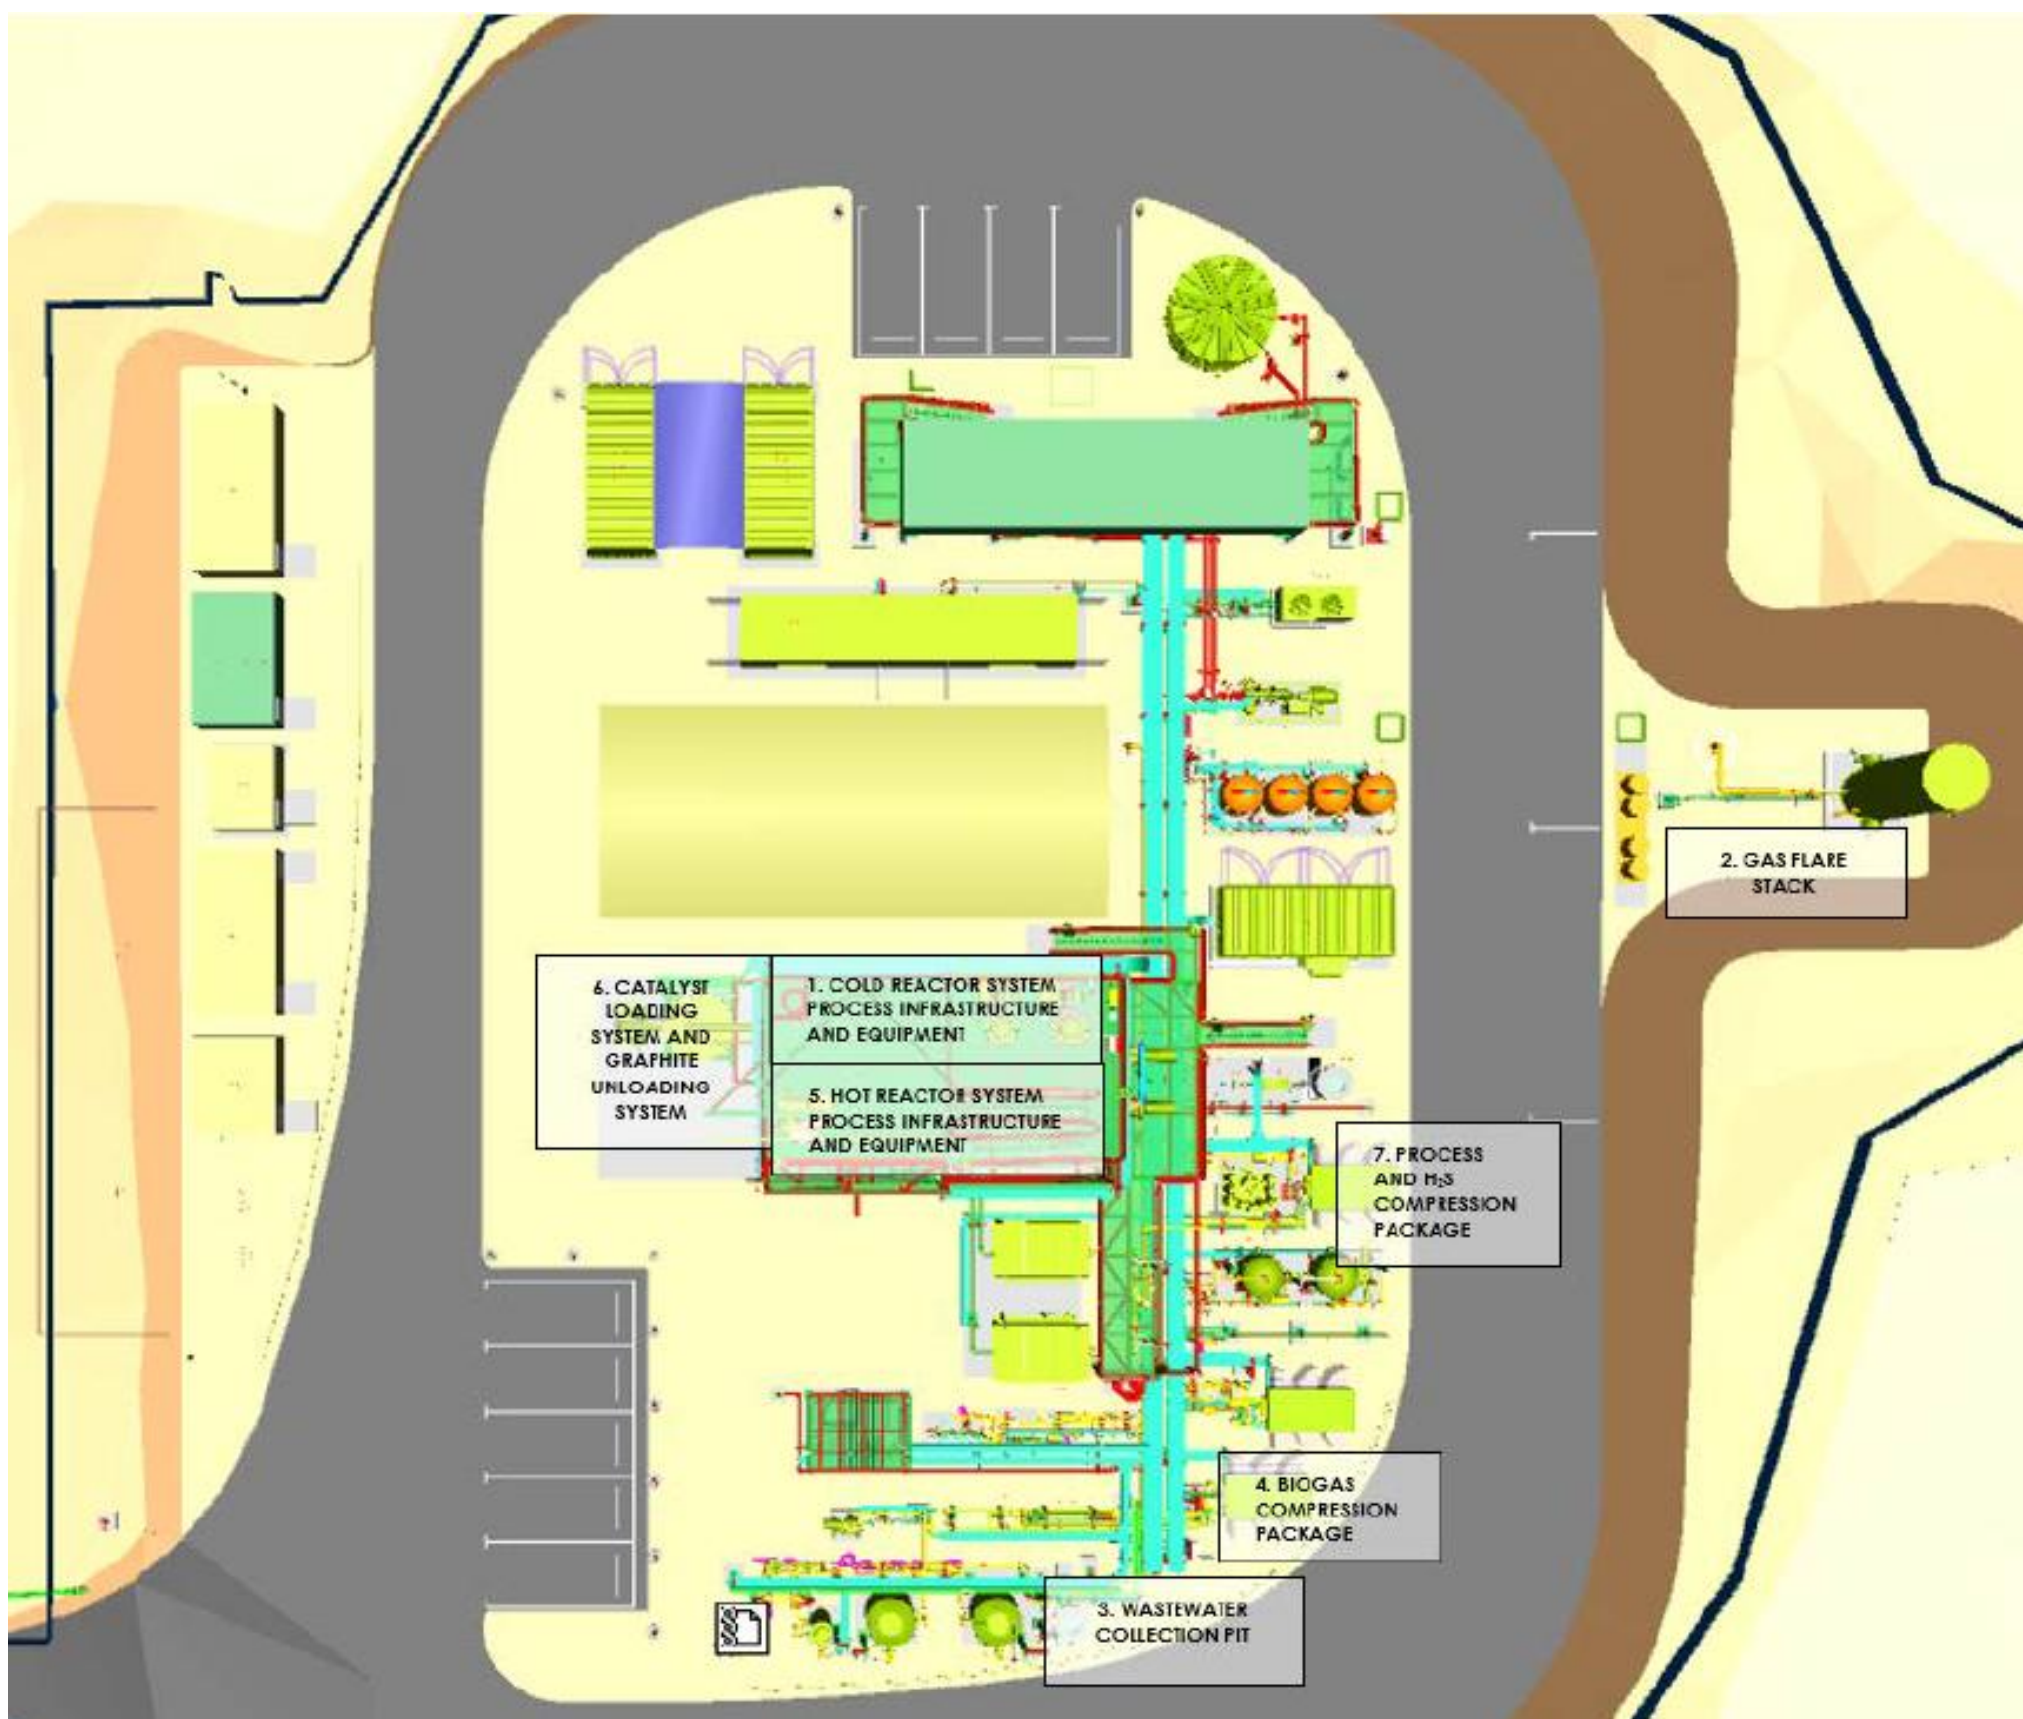 2. GAS FLARE
STACK
6. CATALYST
LOADING
SYSTEM AND
GRAPHITE
UNLOADING
SYSTEM
1. COLD REACTOR SYSTEM
PROCESS INFRASTRUCTURE
AND EQUIPMENT
5. HOT REACTOR SYSTEM
PROCESS INFRASTRUCTURE
AND EQUIPMENT
7. PROCESS
AND H₂S
COMPRESSION
PACKAGE
4. BIOGAS
COMPRESSION
PACKAGE
3. WASTEWATER
COLLECTION PIT